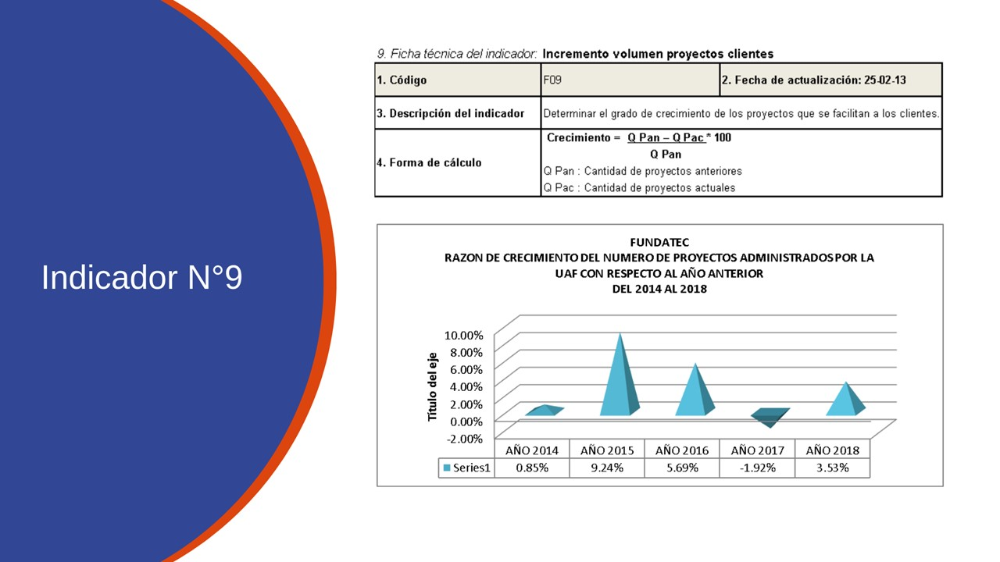 Indicador N°9
9. Ficha técnica del indicador: Incremento volumen proyectos clientes
1. Código F09 2. Fecha de actualización: 25-02-13
3. Descripción del indicador Determinar el grado de crecimiento de los proyectos que se facilitan a los clientes.
4. Forma de cálculo
Crecimiento = Q Pan – Q Pac * 100
Q Pan
Q Pan : Cantidad de proyectos anteriores
Q Pac : Cantidad de proyectos actuales
FUNDATEC
RAZON DE CRECIMIENTO DEL NUMERO DE PROYECTOS ADMINISTRADOS POR LA
UAF CON RESPECTO AL AÑO ANTERIOR
DEL 2014 AL 2018
Título del eje
10.00%
8.00%
6.00%
4.00%
2.00%
0.00%
-2.00%
AÑO 2014 AÑO 2015 AÑO 2016 AÑO 2017 AÑO 2018
Series1 0.85% 9.24% 5.69% -1.92% 3.53%